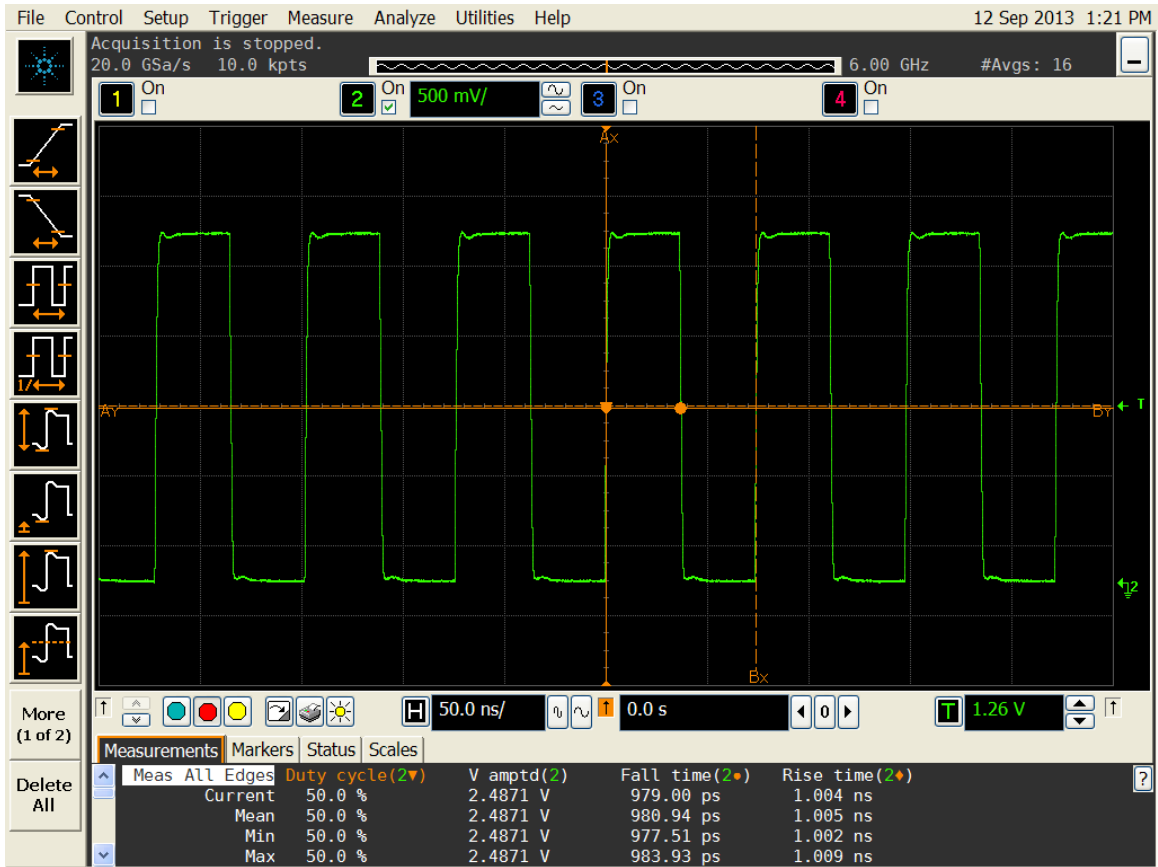 File Control Setup Trigger Measure Analyze Utilities Help 12 Sep 2013 1:21 PM
Acquisition is stopped.
20.0 GSa/s 10.0 kpts 6.00 GHz #Avgs: 16
1 On 2 On 500 mV/ 3 On 4 On
Ax
1/
AY BY T
2
Bx
More
(1 of 2)
H 50.0 ns/ 0.0 s 0 T 1.26 V
Measurements Markers Status Scales
Delete
All
Meas All Edges Duty cycle(2▼) V amptd(2) Fall time(2●) Rise time(2♦) ?
Current 50.0 % 2.4871 V 979.00 ps 1.004 ns
Mean 50.0 % 2.4871 V 980.94 ps 1.005 ns
Min 50.0 % 2.4871 V 977.51 ps 1.002 ns
Max 50.0 % 2.4871 V 983.93 ps 1.009 ns